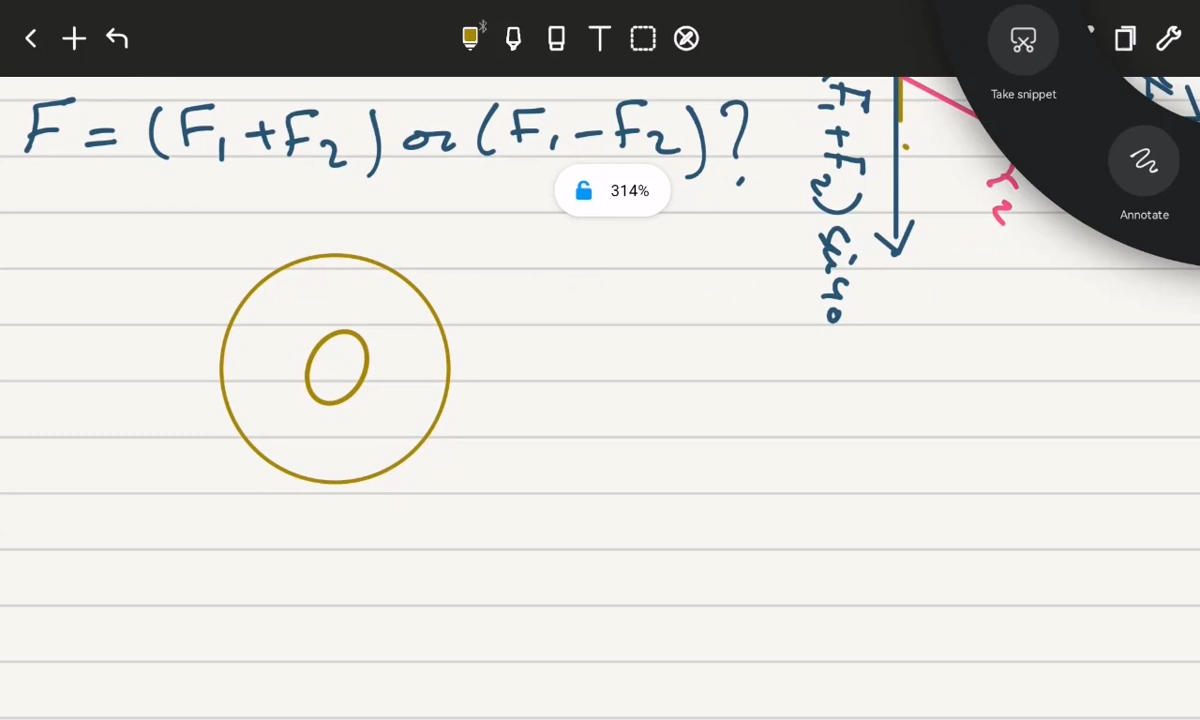 F = (F₁ + F₂) or (F₁ - F₂)?
314%
Take snippet
Annotate